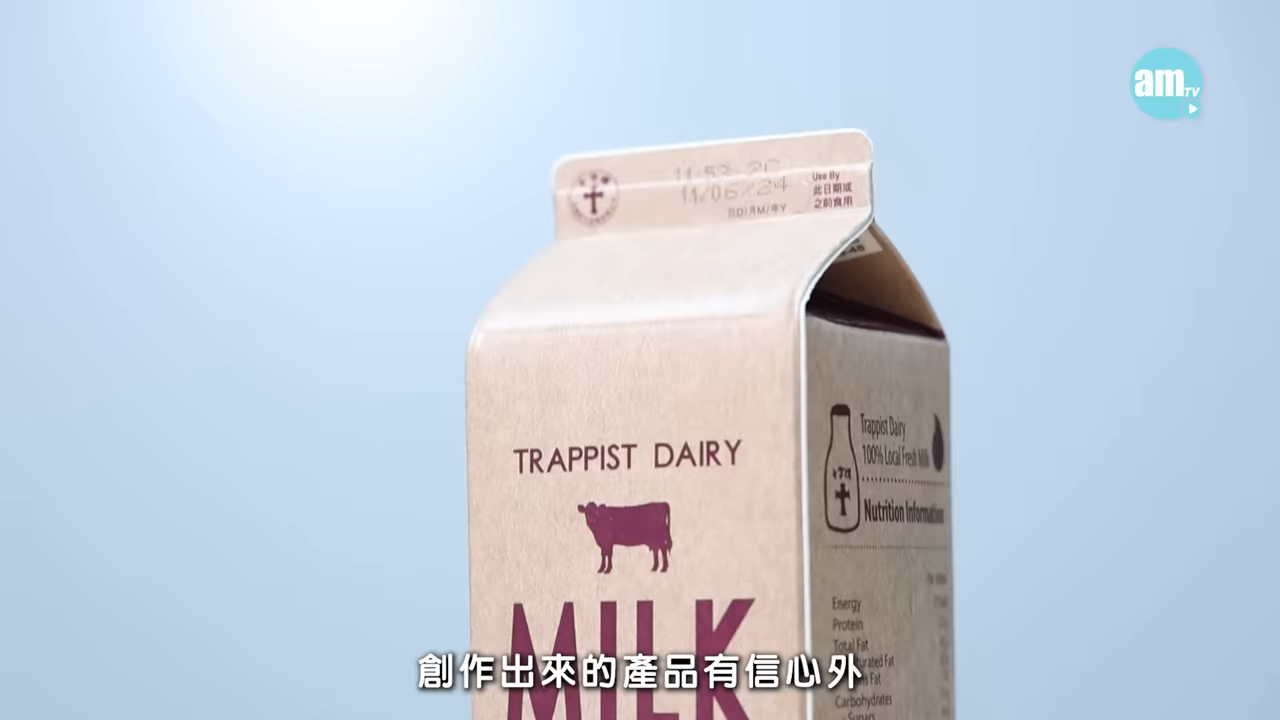 am TV
11:53 2C
11/06/24
Use By
此日期或
之前食用
TRAPPIST DAIRY
MILK
Trappist Dairy
100% Local Fresh Milk
Nutrition Information
Energy
Protein
Total Fat
Fat
Carbohydrates
Sugars
創作出來的產品有信心外